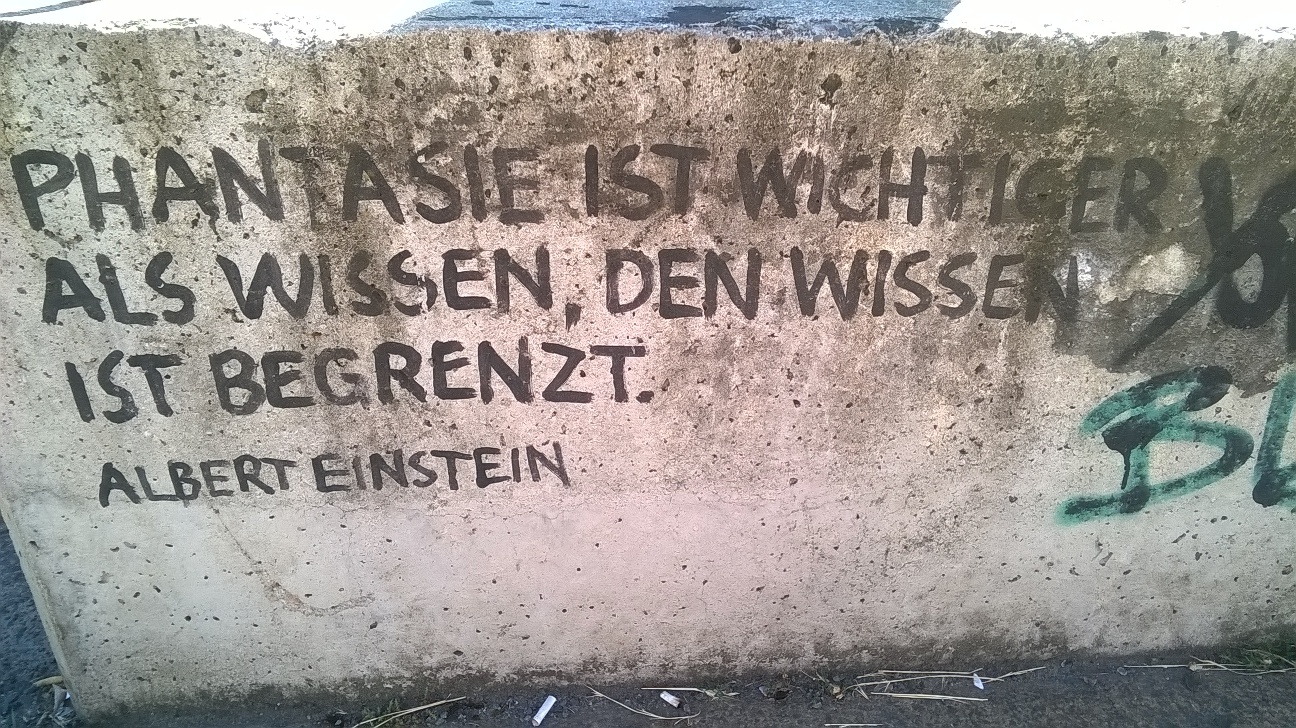 PHANTASIE IST WICHTIGER
ALS WISSEN, DEN WISSEN
IST BEGRENZT.
ALBERT EINSTEIN